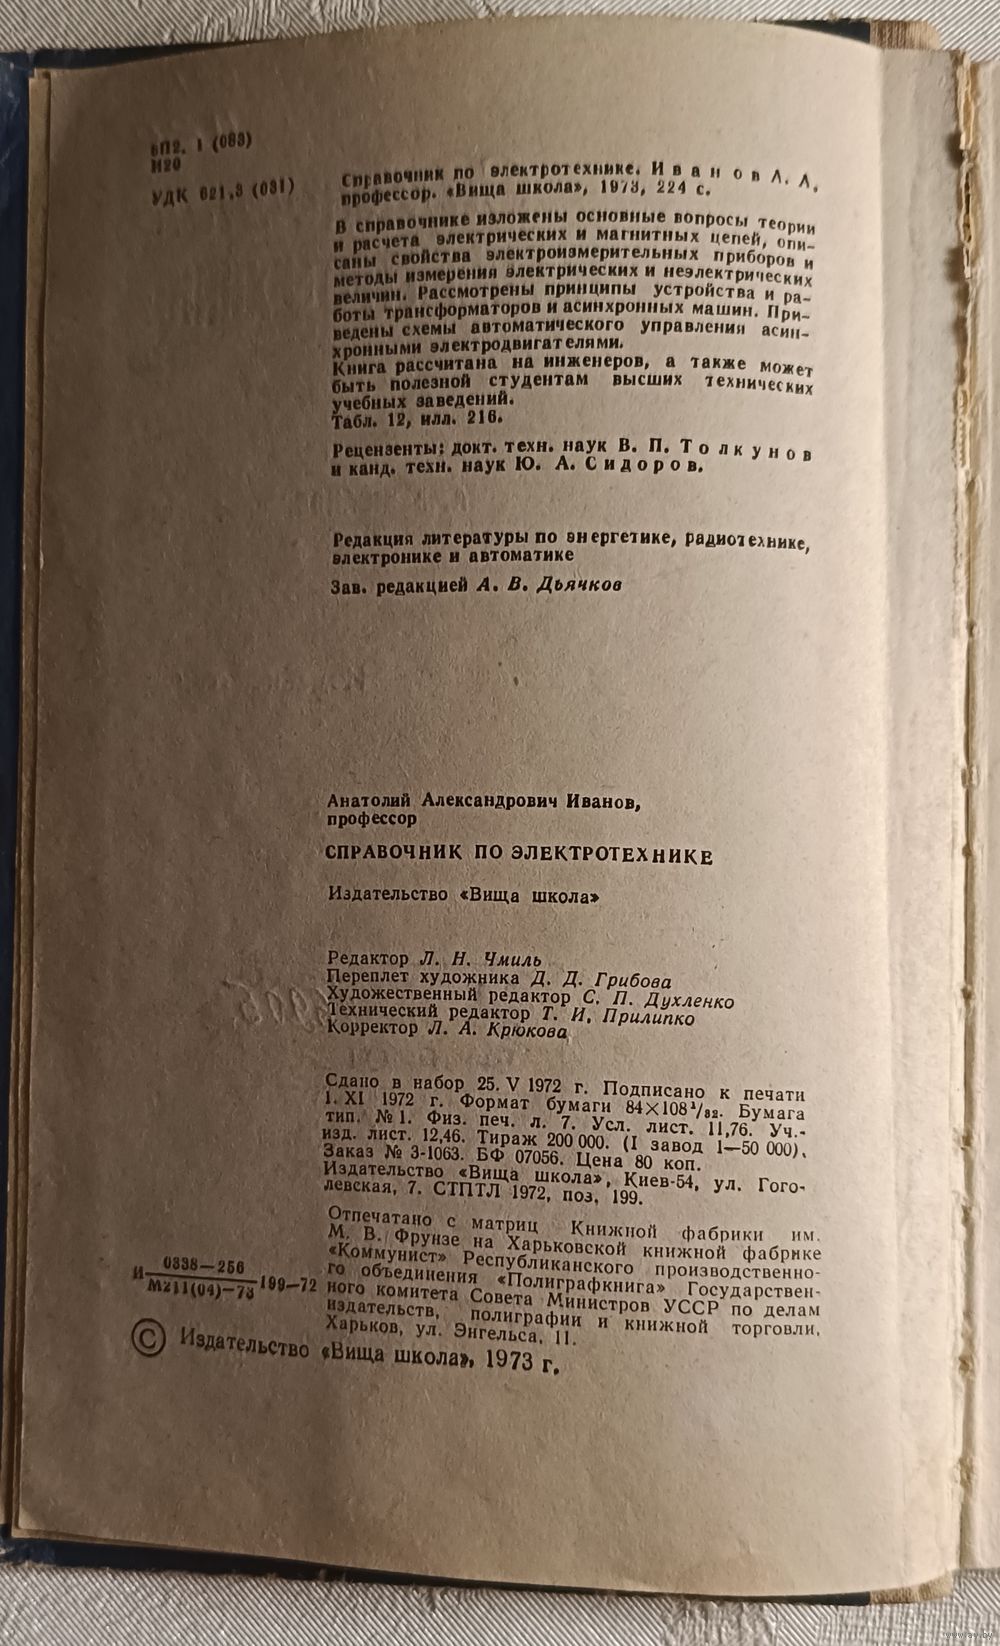 6П2. 1 (083)
И20
УДК 621,3 (031)
Справочник по электротехнике. И в а н о в А. А.
профессор. «Вища школа», 1973, 224 с.
В справочнике изложены основные вопросы теории
и расчета электрических и магнитных цепей, опи-
саны свойства электроизмерительных приборов и
методы измерения электрических и неэлектрических
величин. Рассмотрены принципы устройства и ра-
боты трансформаторов и асинхронных машин. При-
ведены схемы автоматического управления асин-
хронными электродвигателями.
Книга рассчитана на инженеров, а также может
быть полезной студентам высших технических
учебных заведений.
Табл. 12, илл. 216.
Рецензенты: докт. техн. наук В. П. Т о л к у н о в
и канд. техн. наук Ю. А. С и д о р о в.
Редакция литературы по энергетике, радиотехнике,
электронике и автоматике
Зав. редакцией А. В. Дьячков
Анатолий Александрович Иванов,
профессор
СПРАВОЧНИК ПО ЭЛЕКТРОТЕХНИКЕ
Издательство «Вища школа»
Редактор Л. Н. Чмиль
Переплет художника Д. Д. Грибова
Художественный редактор С. П. Духленко
Технический редактор Т. И. Прилипко
Корректор Л. А. Крюкова
Сдано в набор 25. V 1972 г. Подписано к печати
1. XI 1972 г. Формат бумаги 84×108¹/₃₂. Бумага
тип. № 1. Физ. печ. л. 7. Усл. лист. 11,76. Уч.-
изд. лист. 12,46. Тираж 200 000. (I завод 1—50 000).
Заказ № 3-1063. БФ 07056. Цена 80 коп.
Издательство «Вища школа», Киев-54, ул. Гого-
левская, 7. СТПТЛ 1972, поз. 199.
Отпечатано с матриц Книжной фабрики им.
М. В. Фрунзе на Харьковской книжной фабрике
«Коммунист» Республиканского производственно-
го объединения «Полиграфкнига» Государствен-
ного комитета Совета Министров УССР по делам
издательств, полиграфии и книжной торговли,
Харьков, ул. Энгельса, 11.
И 0338—256
М211(04)—73 199—72
© Издательство «Вища школа», 1973 г.
www.ay.by